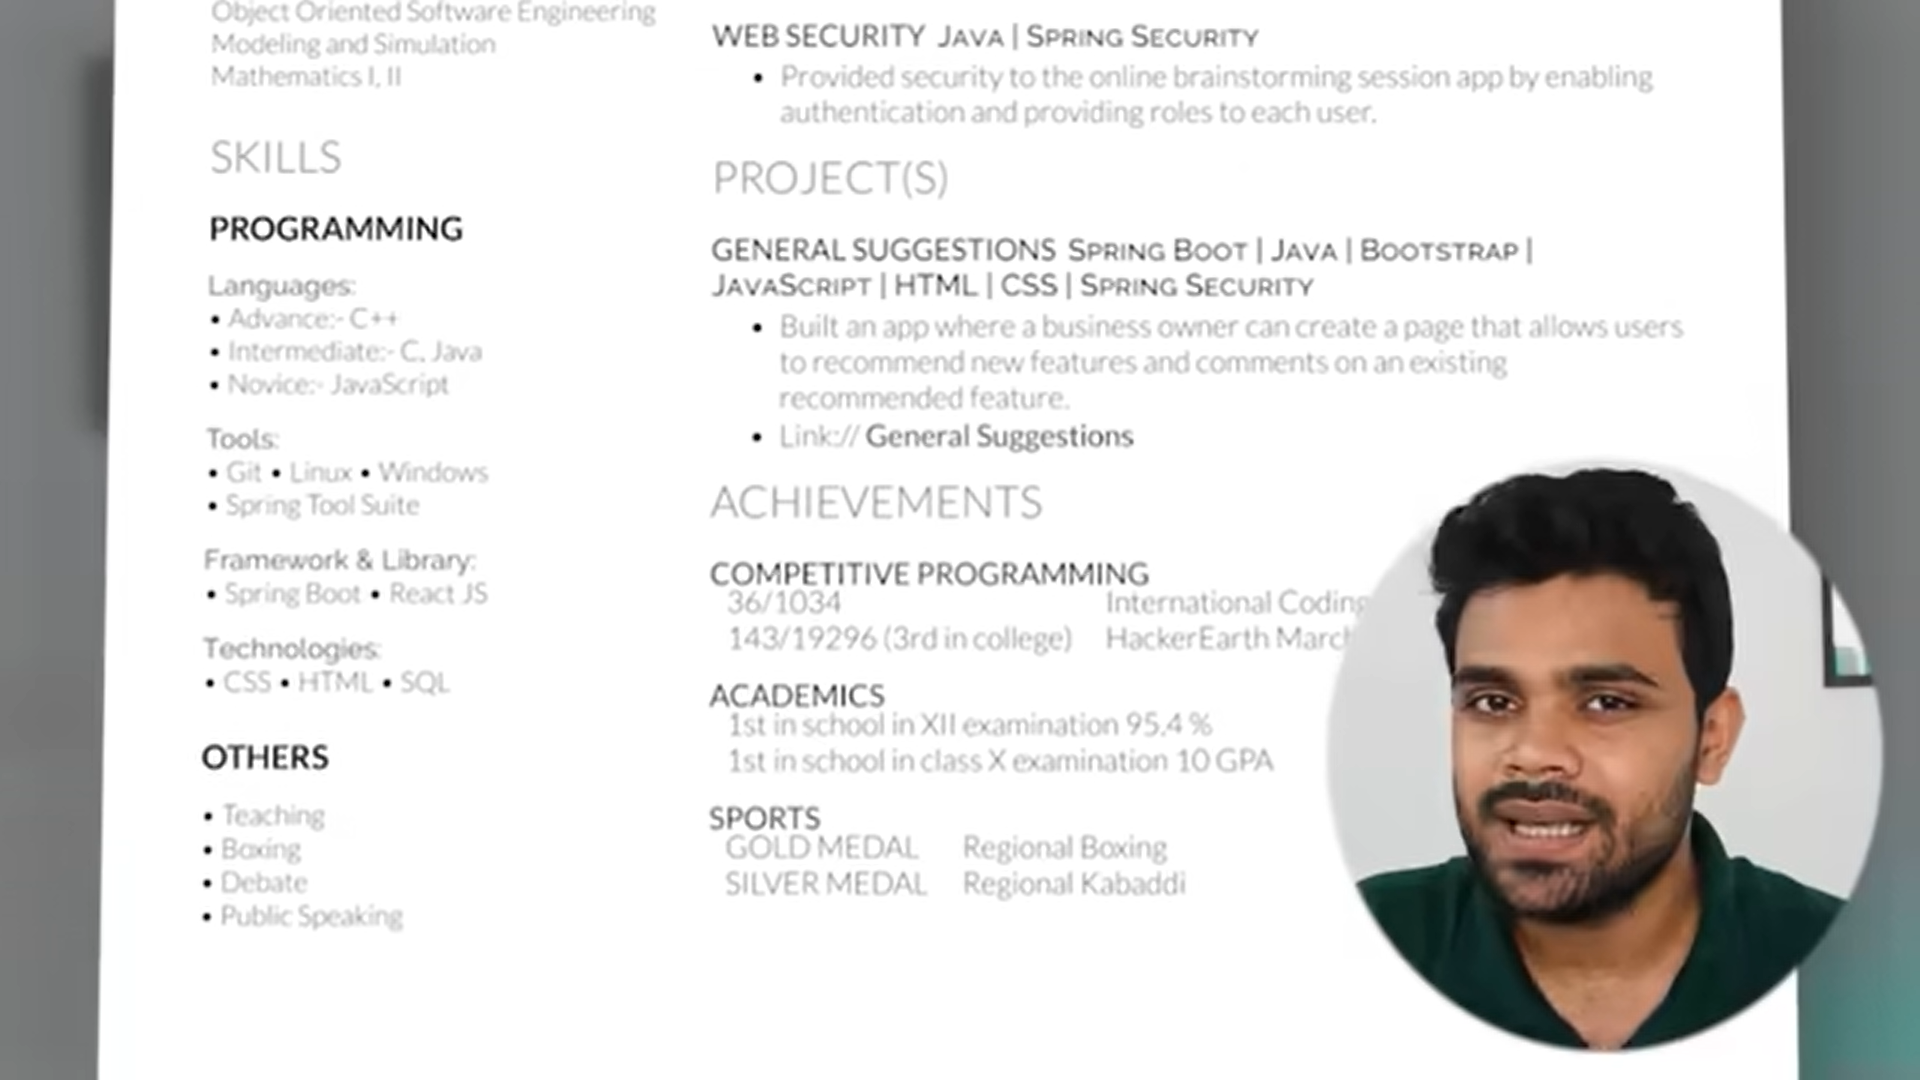 Object Oriented Software Engineering
Modeling and Simulation
Mathematics I, II
SKILLS
PROGRAMMING
Languages:
• Advance:- C++
• Intermediate:- C, Java
• Novice:- JavaScript
Tools:
• Git • Linux • Windows
• Spring Tool Suite
Framework & Library:
• Spring Boot • React JS
Technologies:
• CSS • HTML • SQL
OTHERS
• Teaching
• Boxing
• Debate
• Public Speaking
WEB SECURITY JAVA | SPRING SECURITY
• Provided security to the online brainstorming session app by enabling
authentication and providing roles to each user.
PROJECT(S)
GENERAL SUGGESTIONS SPRING BOOT | JAVA | BOOTSTRAP |
JAVASCRIPT | HTML | CSS | SPRING SECURITY
• Built an app where a business owner can create a page that allows users
to recommend new features and comments on an existing
recommended feature.
• Link:// General Suggestions
ACHIEVEMENTS
COMPETITIVE PROGRAMMING
36/1034 International Coding
143/19296 (3rd in college) HackerEarth March
ACADEMICS
1st in school in XII examination 95.4 %
1st in school in class X examination 10 GPA
SPORTS
GOLD MEDAL Regional Boxing
SILVER MEDAL Regional Kabaddi